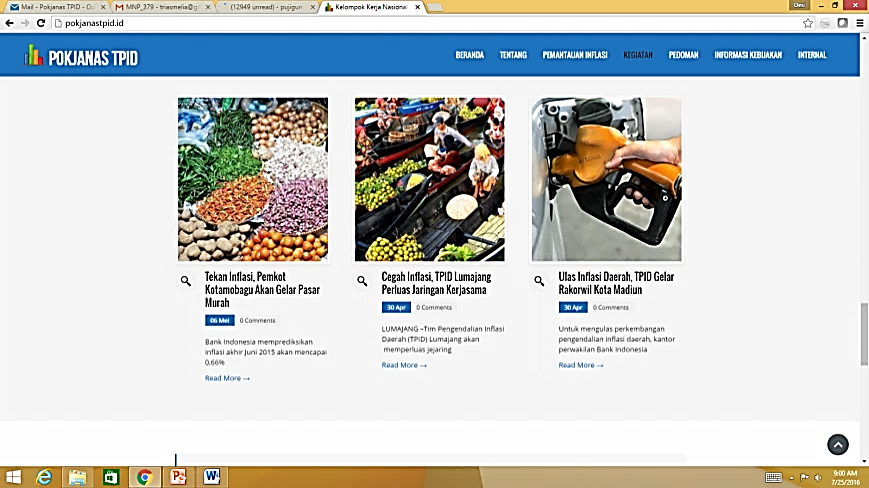 Mail - Pokjanas TPID - Ou
MNP_379 - triasmelia@g
(12949 unread) - pujigun
Kelompok Kerja Nasional
Dev
pokjanastpid.id
POKJANAS TPID
BERANDA TENTANG PEMANTAUAN INFLASI KEGIATAN PEDOMAN INFORMASI KEBIJAKAN INTERNAL
Tekan Inflasi, Pemkot
Kotamobagu Akan Gelar Pasar
Murah
06 Mei 0 Comments
Bank Indonesia memprediksikan
inflasi akhir Juni 2015 akan mencapai
0,66%
Read More →
Cegah Inflasi, TPID Lumajang
Perluas Jaringan Kerjasama
30 Apr 0 Comments
LUMAJANG –Tim Pengendalian Inflasi
Daerah (TPID) Lumajang akan
memperluas jejaring
Read More →
Ulas Inflasi Daerah, TPID Gelar
Rakorwil Kota Madiun
30 Apr 0 Comments
Untuk mengulas perkembangan
pengendalian inflasi daerah, kantor
perwakilan Bank Indonesia
Read More →
9:00 AM
7/25/2016